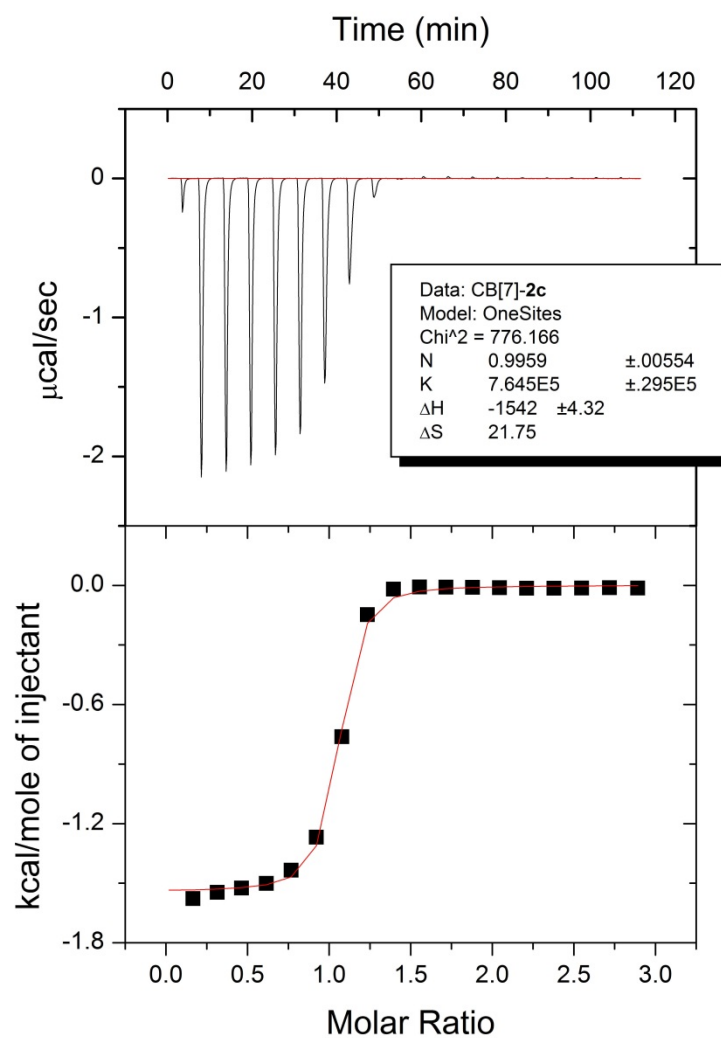 Time (min)
0 20 40 60 80 100 120
0
-1
-2
µcal/sec
Data: CB[7]-2c
Model: OneSites
Chi^2 = 776.166
N 0.9959 ±.00554
K 7.645E5 ±.295E5
ΔH -1542 ±4.32
ΔS 21.75
0.0
-0.6
-1.2
-1.8
kcal/mole of injectant
0.0 0.5 1.0 1.5 2.0 2.5 3.0
Molar Ratio